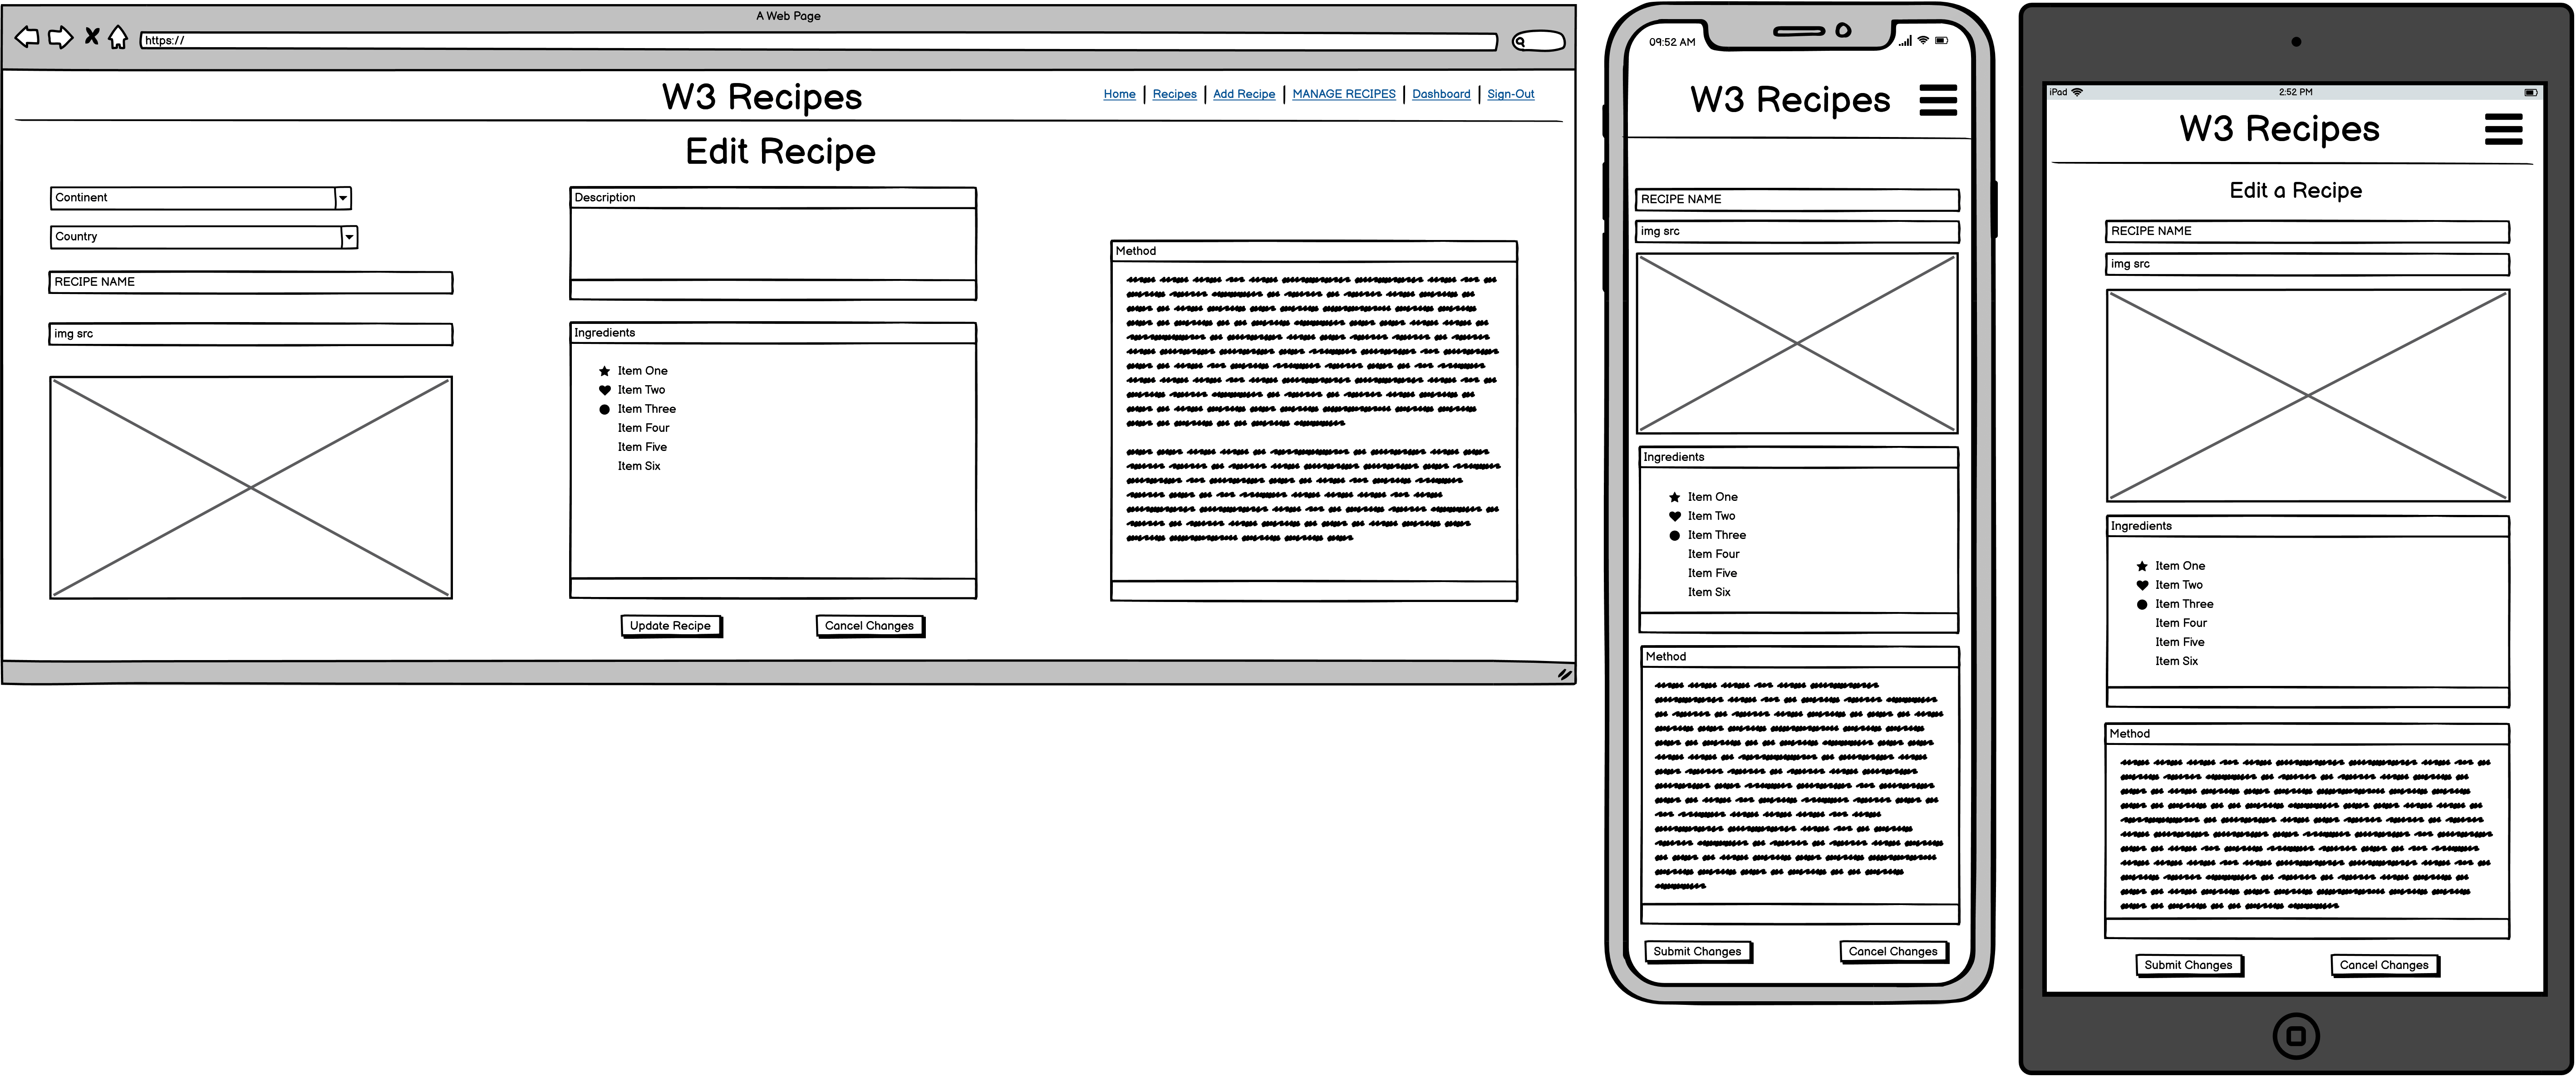 A Web Page
https://
W3 Recipes
Home
Recipes
Add Recipe
MANAGE RECIPES
Dashboard
Sign-Out
Edit Recipe
Continent
Country
RECIPE NAME
img src
Description
Ingredients
Item One
Item Two
Item Three
Item Four
Item Five
Item Six
Method
Update Recipe
Cancel Changes
09:52 AM
W3 Recipes
RECIPE NAME
img src
Ingredients
Item One
Item Two
Item Three
Item Four
Item Five
Item Six
Method
Submit Changes
Cancel Changes
iPad
2:52 PM
W3 Recipes
Edit a Recipe
RECIPE NAME
img src
Ingredients
Item One
Item Two
Item Three
Item Four
Item Five
Item Six
Method
Submit Changes
Cancel Changes